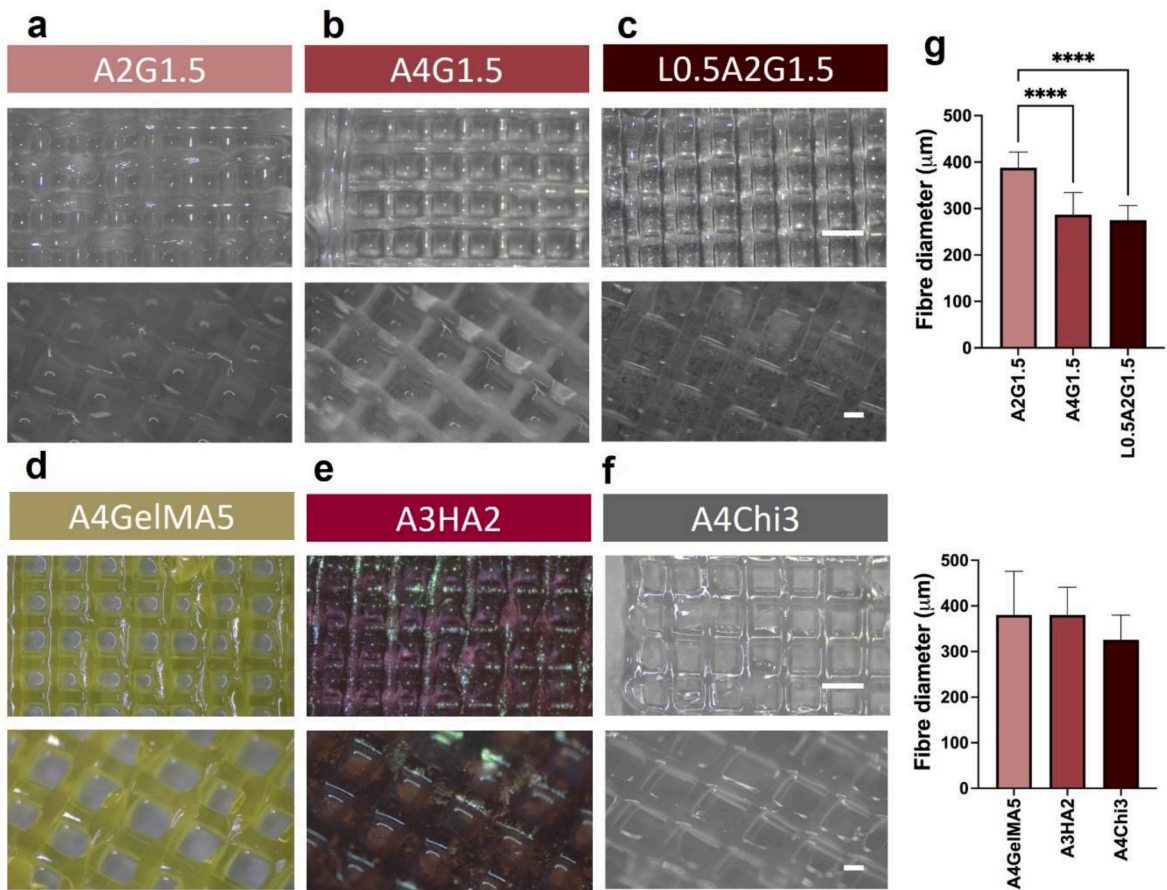 a
b
c
g
A2G1.5
A4G1.5
L0.5A2G1.5
****
****
500
400
300
200
100
0
Fibre diameter (μm)
A2G1.5
A4G1.5
L0.5A2G1.5
d
e
f
A4GelMA5
A3HA2
A4Chi3
500
400
300
200
100
0
Fibre diameter (μm)
A4GelMA5
A3HA2
A4Chi3